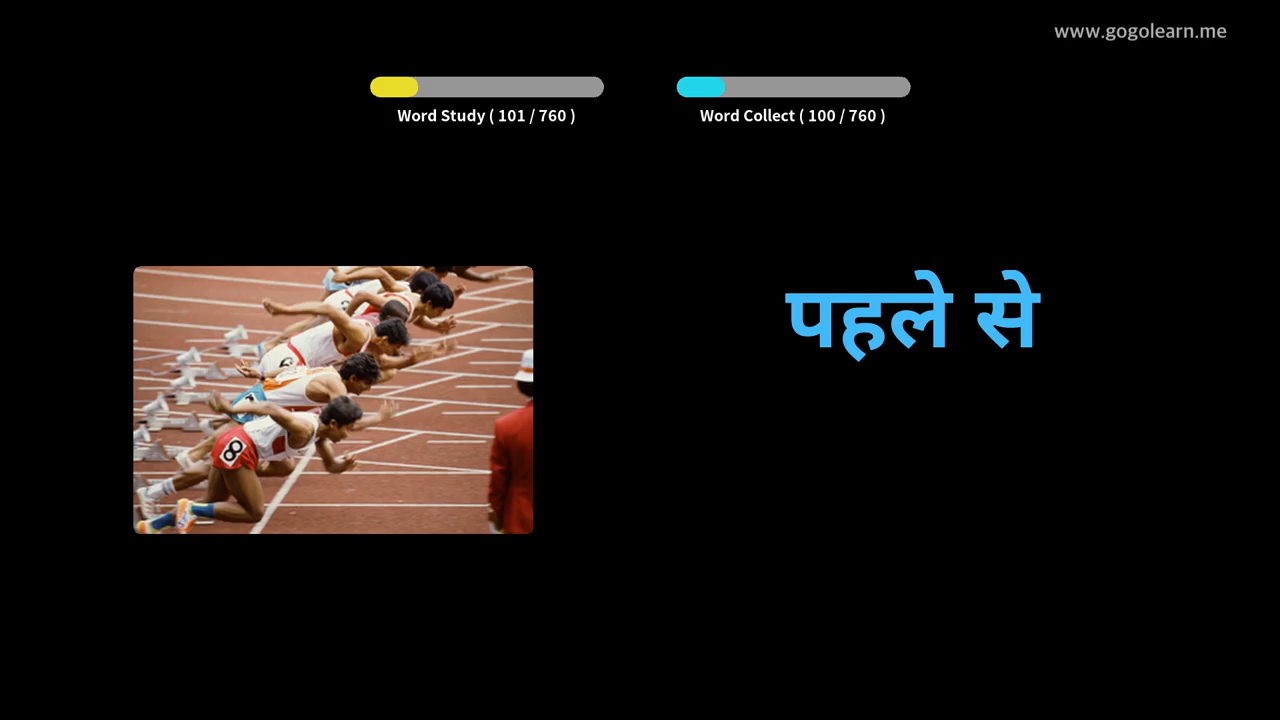 www.gogolearn.me
Word Study ( 101 / 760 )
Word Collect ( 100 / 760 )
पहले से
8